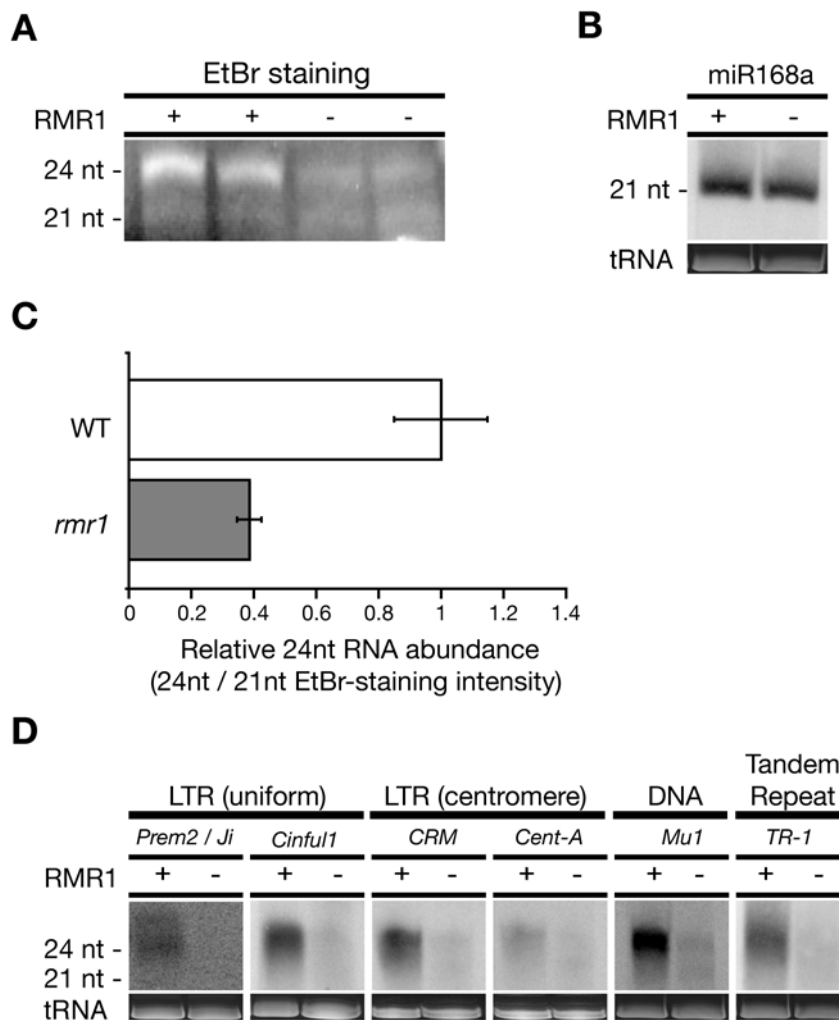 A
EtBr staining
RMR1 + + - -
24 nt -
21 nt -
B
miR168a
RMR1 + -
21 nt -
tRNA
C
WT
rmr1
0 0.2 0.4 0.6 0.8 1 1.2 1.4
Relative 24nt RNA abundance
(24nt / 21nt EtBr-staining intensity)
D
LTR (uniform) LTR (centromere) DNA Tandem Repeat
Prem2 / Ji Cinful1 CRM Cent-A Mu1 TR-1
RMR1 + - + - + - + - + - + -
24 nt -
21 nt -
tRNA